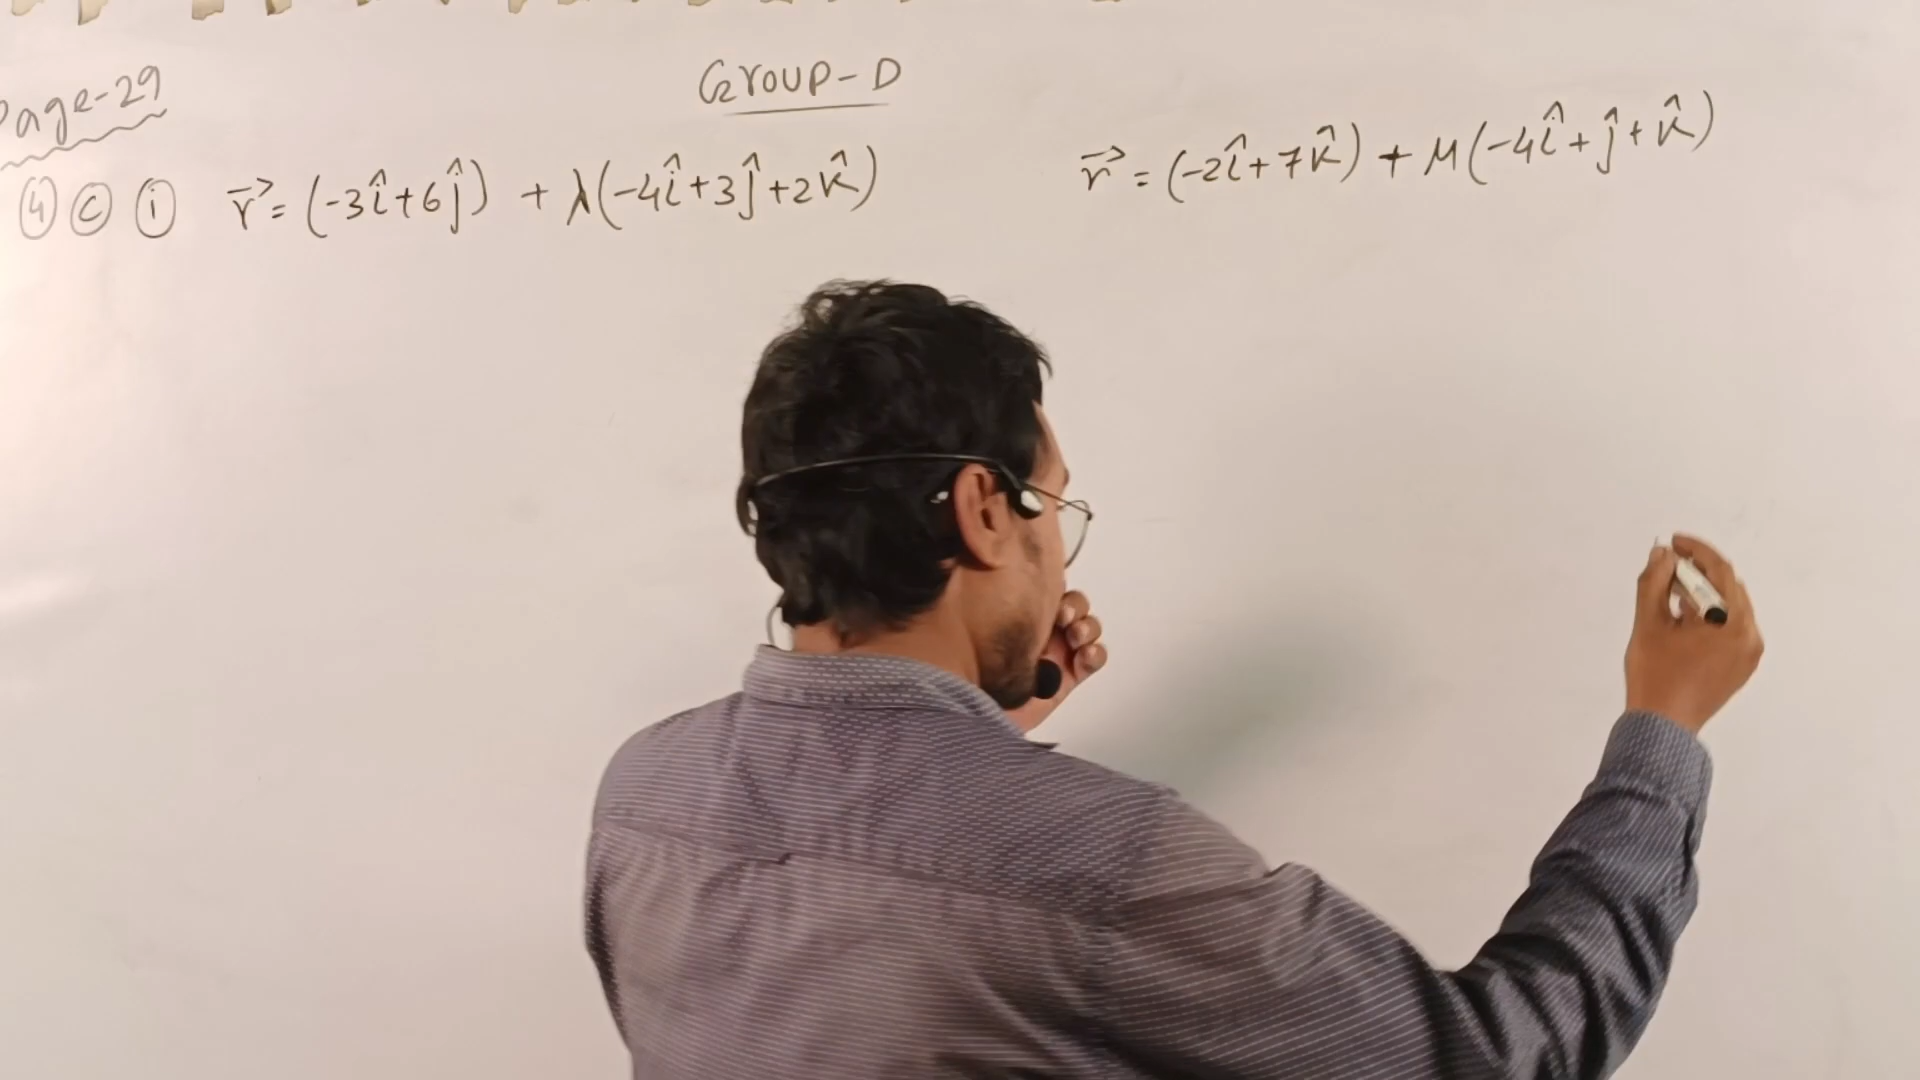 Page-29
Group-D
④ ⓒ ⓘ r⃗ = (-3î+6ĵ) + λ(-4î+3ĵ+2k̂)
r⃗ = (-2î+7k̂) + μ(-4î+ĵ+k̂)